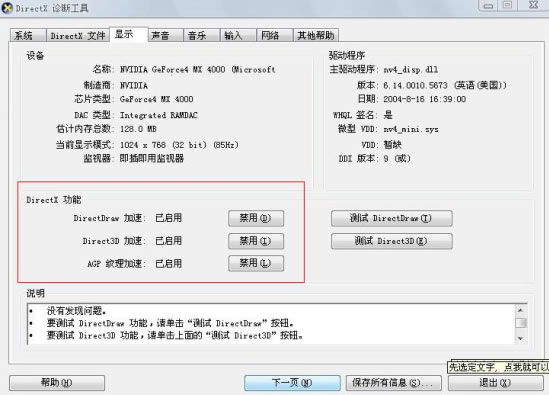 DirectX 诊断工具
系统 DirectX 文件 显示 声音 音乐 输入 网络 其他帮助
设备
名称: NVIDIA GeForce4 MX 4000 (Microsoft
制造商: NVIDIA
芯片类型: GeForce4 MX 4000
DAC 类型: Integrated RAMDAC
估计内存总数: 128.0 MB
当前显示模式: 1024 x 768 (32 bit) (85Hz)
监视器: 即插即用监视器
驱动程序
主驱动程序: nv4_disp.dll
版本: 6.14.0010.5673 (英语(美国))
日期: 2004-8-16 16:39:00
WHQL 签名: 是
微型 VDD: nv4_mini.sys
VDD: 暂缺
DDI 版本: 9 (或)
DirectX 功能
DirectDraw 加速: 已启用 禁用(D) 测试 DirectDraw(T)
Direct3D 加速: 已启用 禁用(I) 测试 Direct3D(E)
AGP 纹理加速: 已启用 禁用(L)
说明
• 没有发现问题。
• 要测试 DirectDraw 功能,请单击“测试 DirectDraw”按钮。
• 要测试 Direct3D 功能,请单击上面的“测试 Direct3D”按钮。
先选定文字, 点我就可以
帮助(H) 下一页(N) 保存所有信息(S)... 退出(X)